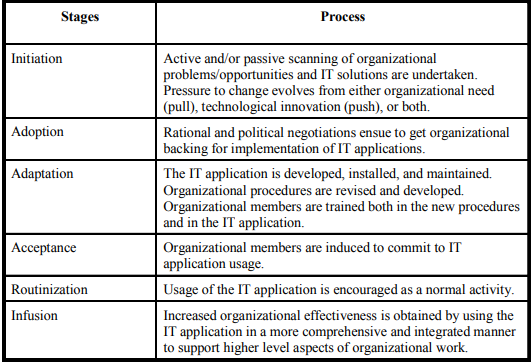 Stages Process
Initiation Active and/or passive scanning of organizational
problems/opportunities and IT solutions are undertaken.
Pressure to change evolves from either organizational need
(pull), technological innovation (push), or both.
Adoption Rational and political negotiations ensue to get organizational
backing for implementation of IT applications.
Adaptation The IT application is developed, installed, and maintained.
Organizational procedures are revised and developed.
Organizational members are trained both in the new procedures
and in the IT application.
Acceptance Organizational members are induced to commit to IT
application usage.
Routinization Usage of the IT application is encouraged as a normal activity.
Infusion Increased organizational effectiveness is obtained by using the
IT application in a more comprehensive and integrated manner
to support higher level aspects of organizational work.